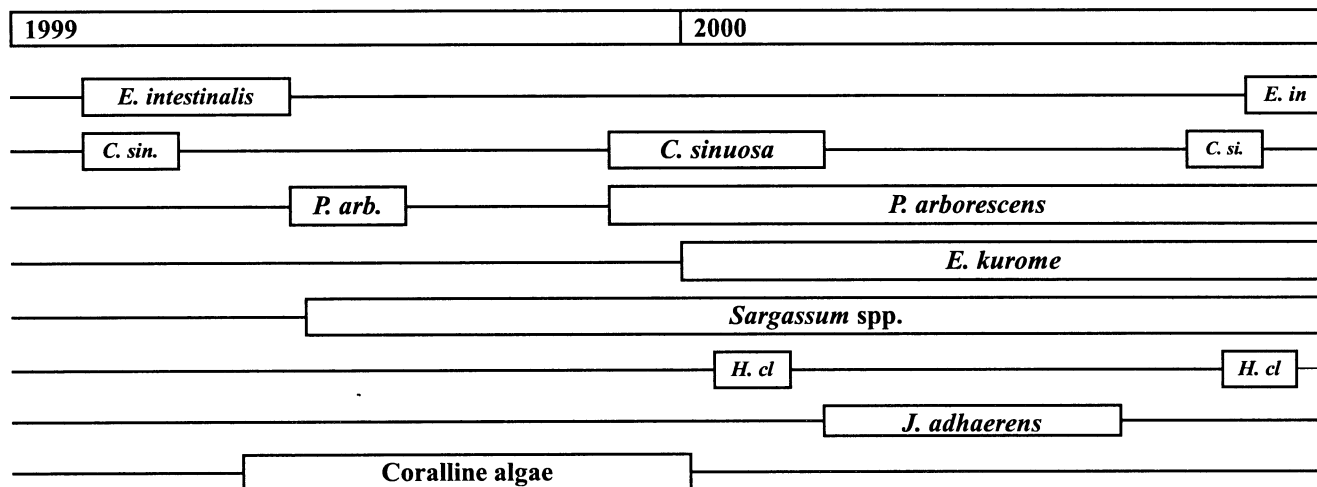 1999 2000
E. intestinalis E. in
C. sin. C. sinuosa C. si.
P. arb. P. arborescens
E. kurome
Sargassum spp.
H. cl H. cl
J. adhaerens
Coralline algae